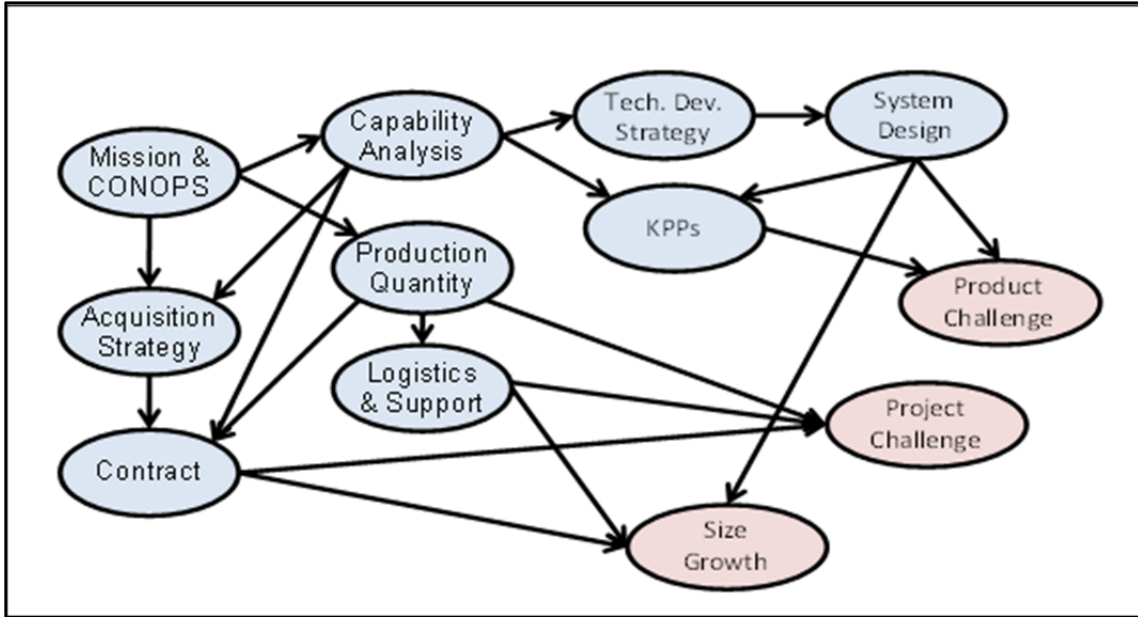 Mission &
CONOPS
Capability
Analysis
Tech. Dev.
Strategy
System
Design
KPPs
Production
Quantity
Product
Challenge
Acquisition
Strategy
Logistics
& Support
Project
Challenge
Contract
Size
Growth